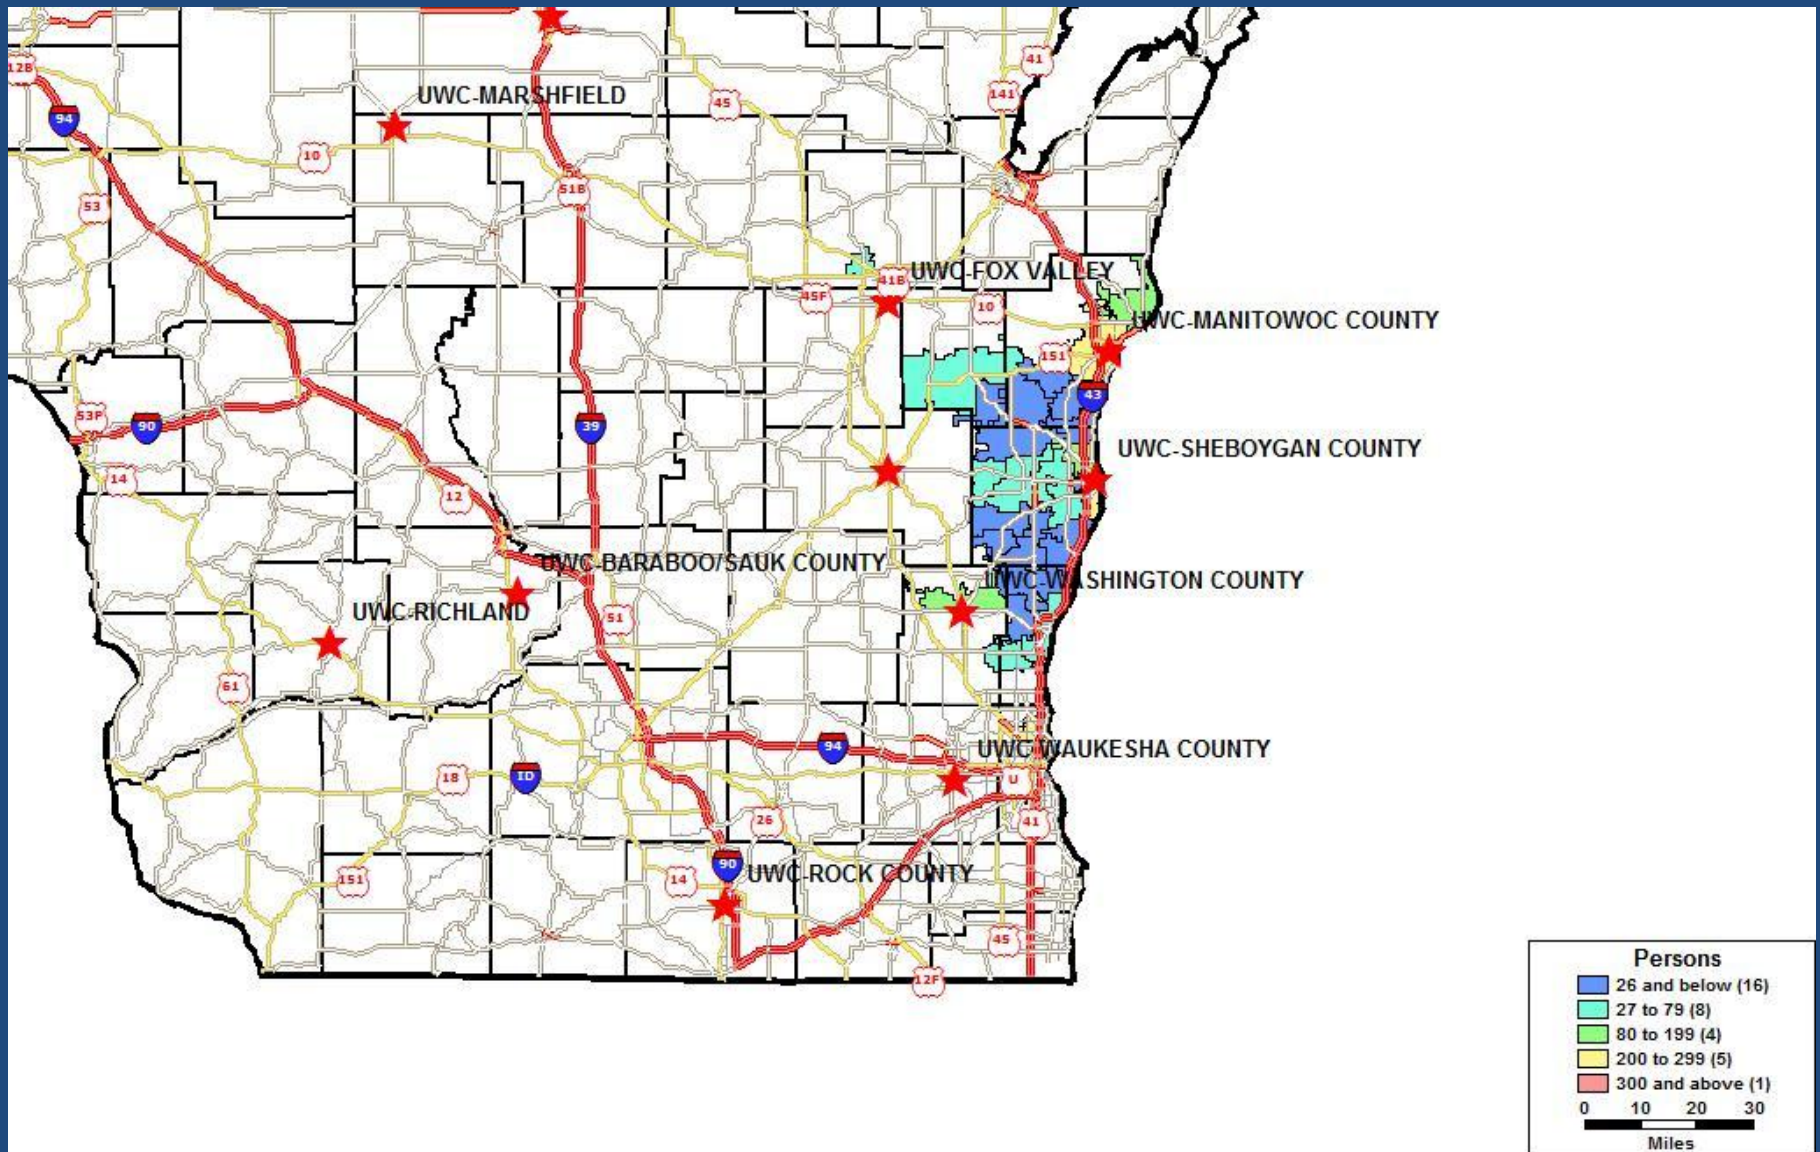 41
12B
141
UWC-MARSHFIELD
45
94
10
51B
53
UWC-FOX VALLEY
41B
45F
10
UWC-MANITOWOC COUNTY
151
43
53P
90
39
UWC-SHEBOYGAN COUNTY
14
12
UWC-BARABOO/SAUK COUNTY
UWC-WASHINGTON COUNTY
UWC-RICHLAND
51
61
94
UWC-WAUKESHA COUNTY
18
ID
U
26
41
90
UWC-ROCK COUNTY
151
14
45
12F
Persons
26 and below (16)
27 to 79 (8)
80 to 199 (4)
200 to 299 (5)
300 and above (1)
0 10 20 30
Miles